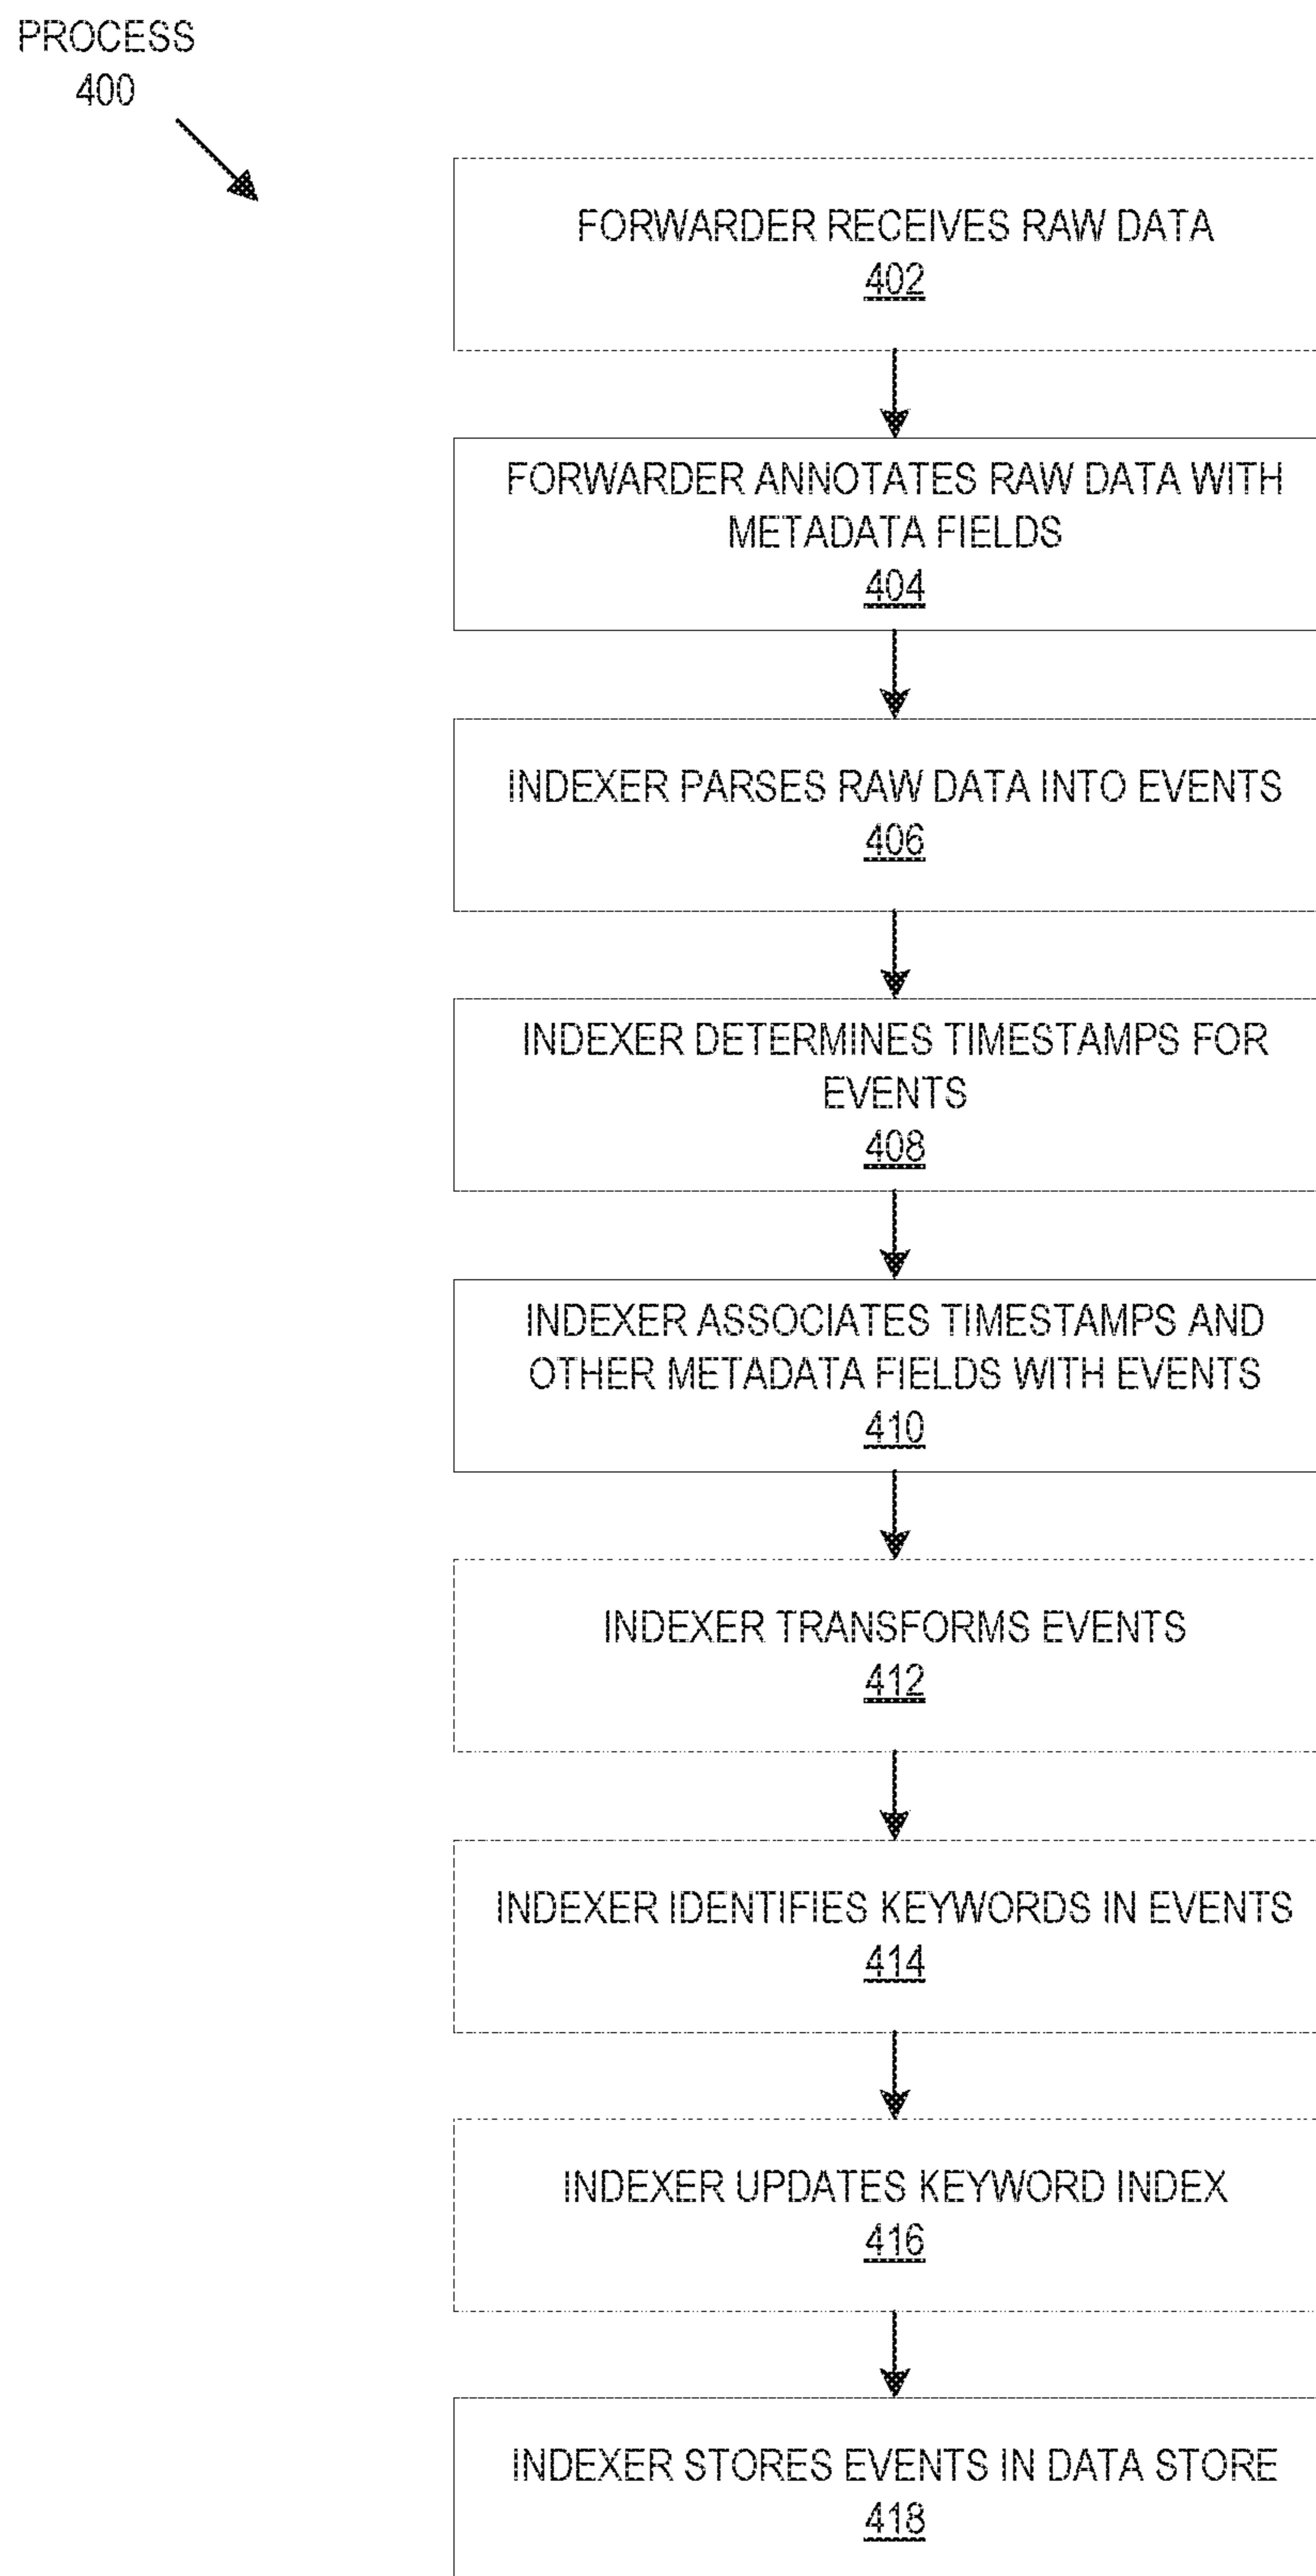 PROCESS
400
FORWARDER RECEIVES RAW DATA
402
FORWARDER ANNOTATES RAW DATA WITH
METADATA FIELDS
404
INDEXER PARSES RAW DATA INTO EVENTS
406
INDEXER DETERMINES TIMESTAMPS FOR
EVENTS
408
INDEXER ASSOCIATES TIMESTAMPS AND
OTHER METADATA FIELDS WITH EVENTS
410
INDEXER TRANSFORMS EVENTS
412
INDEXER IDENTIFIES KEYWORDS IN EVENTS
414
INDEXER UPDATES KEYWORD INDEX
416
INDEXER STORES EVENTS IN DATA STORE
418